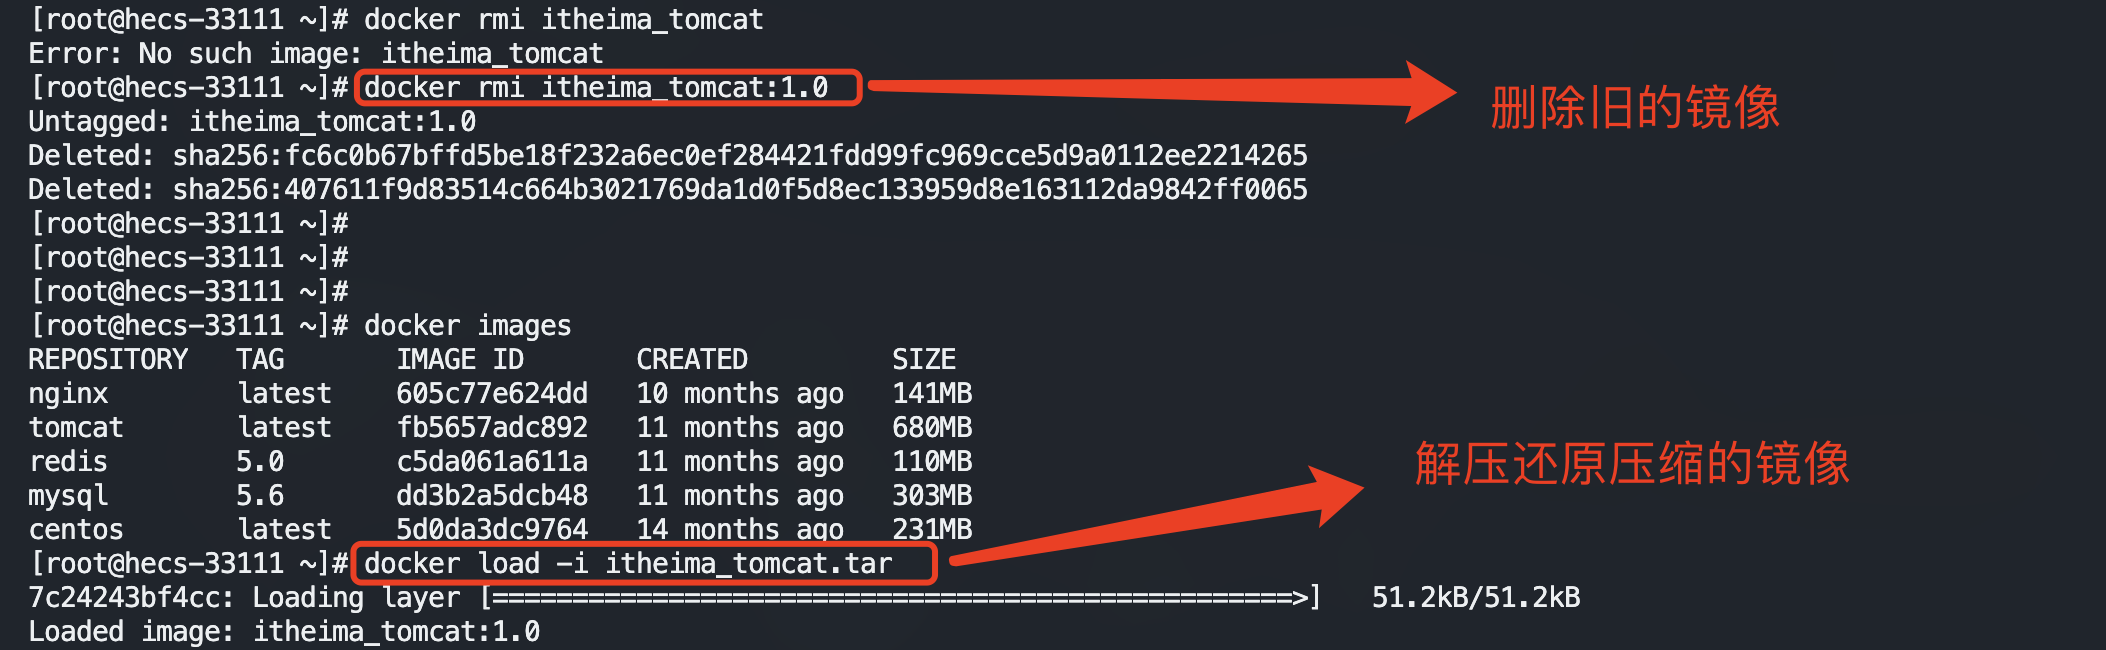 [root@hecs-33111 ~]# docker rmi itheima_tomcat
Error: No such image: itheima_tomcat
[root@hecs-33111 ~]# docker rmi itheima_tomcat:1.0
删除旧的镜像
Untagged: itheima_tomcat:1.0
Deleted: sha256:fc6c0b67bffd5be18f232a6ec0ef284421fdd99fc969cce5d9a0112ee2214265
Deleted: sha256:407611f9d83514c664b3021769da1d0f5d8ec133959d8e163112da9842ff0065
[root@hecs-33111 ~]#
[root@hecs-33111 ~]#
[root@hecs-33111 ~]#
[root@hecs-33111 ~]# docker images
REPOSITORY   TAG       IMAGE ID       CREATED         SIZE
nginx        latest    605c77e624dd   10 months ago   141MB
tomcat       latest    fb5657adc892   11 months ago   680MB
redis        5.0       c5da061a611a   11 months ago   110MB
解压还原压缩的镜像
mysql        5.6       dd3b2a5dcb48   11 months ago   303MB
centos       latest    5d0da3dc9764   14 months ago   231MB
[root@hecs-33111 ~]# docker load -i itheima_tomcat.tar
7c24243bf4cc: Loading layer [==================================================>]   51.2kB/51.2kB
Loaded image: itheima_tomcat:1.0